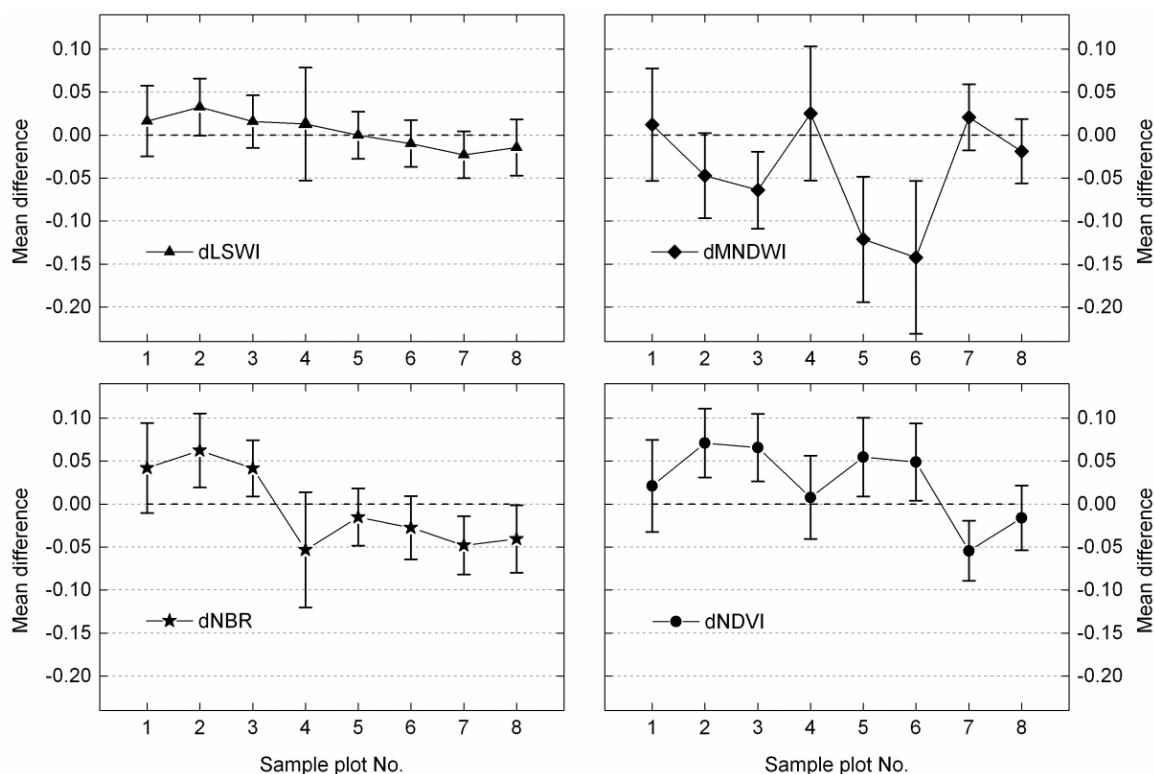 0.10
0.05
0.00
-0.05
-0.10
-0.15
-0.20
Mean difference
dLSWI
1 2 3 4 5 6 7 8
dMNDWI
1 2 3 4 5 6 7 8
0.10
0.05
0.00
-0.05
-0.10
-0.15
-0.20
Mean difference
0.10
0.05
0.00
-0.05
-0.10
-0.15
-0.20
Mean difference
dNBR
1 2 3 4 5 6 7 8
Sample plot No.
dNDVI
1 2 3 4 5 6 7 8
Sample plot No.
0.10
0.05
0.00
-0.05
-0.10
-0.15
-0.20
Mean difference